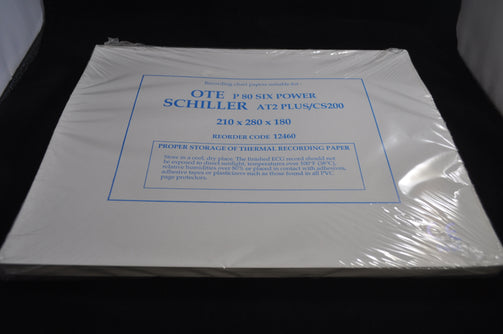 Recording chart papers suitable for:
OTE P 80 SIX POWER
SCHILLER AT2 PLUS/CS200
210 x 280 x 180
REORDER CODE 12460
PROPER STORAGE OF THERMAL RECORDING PAPER
Store in a cool, dry place. The finished ECG record should not
be exposed to direct sunlight, temperatures over 100°F (38°C),
relative humidities over 80% or placed in contact with adhesives,
adhesive tapes or plasticizers such as those found in all PVC
page protectors.